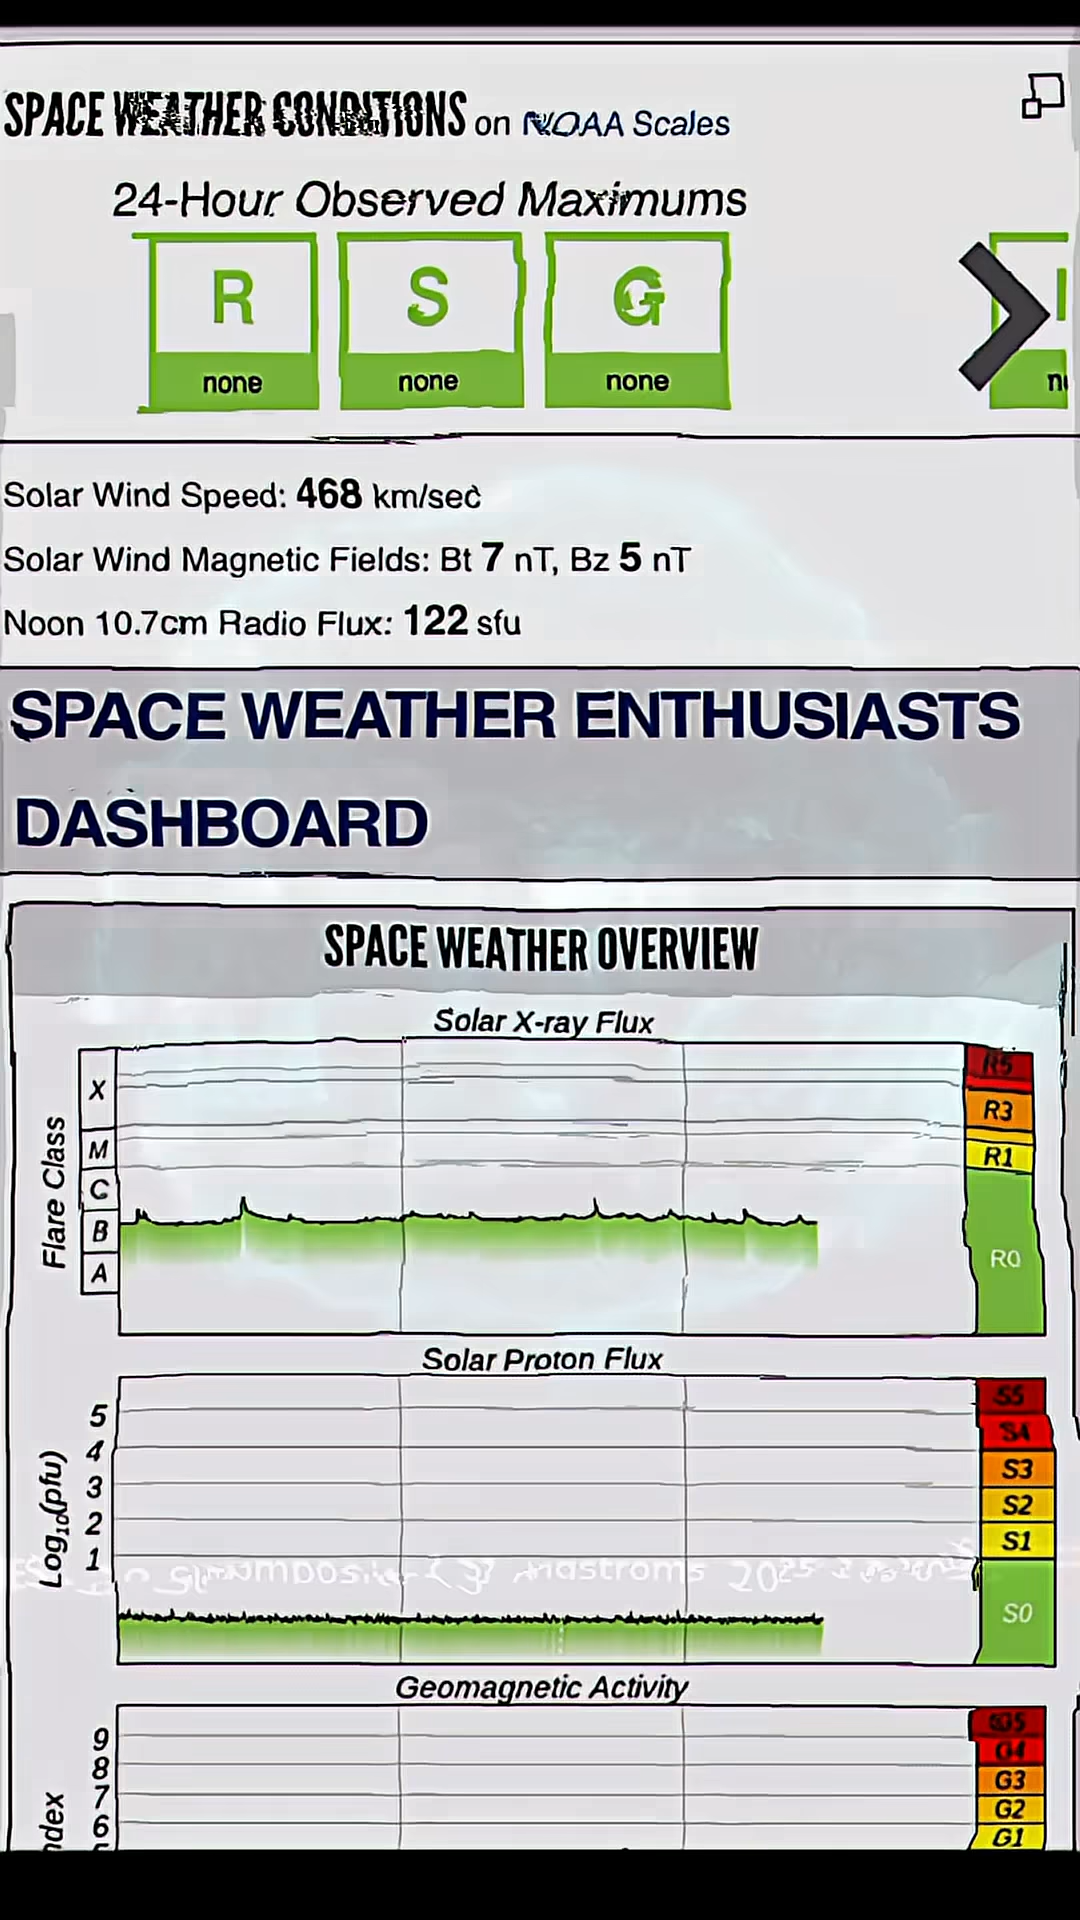 SPACE WEATHER CONDITIONS on NOAA Scales
24-Hour Observed Maximums
R S G
none none none
Solar Wind Speed: 468 km/sec
Solar Wind Magnetic Fields: Bt 7 nT, Bz 5 nT
Noon 10.7cm Radio Flux: 122 sfu
SPACE WEATHER ENTHUSIASTS
DASHBOARD
SPACE WEATHER OVERVIEW
Solar X-ray Flux
Flare Class
X
M
C
B
A
R5
R3
R1
R0
Solar Proton Flux
Log₁₀(pfu)
5
4
3
2
1
S5
S4
S3
S2
S1
S0
2025
Geomagnetic Activity
9
8
7
6
G5
G4
G3
G2
G1